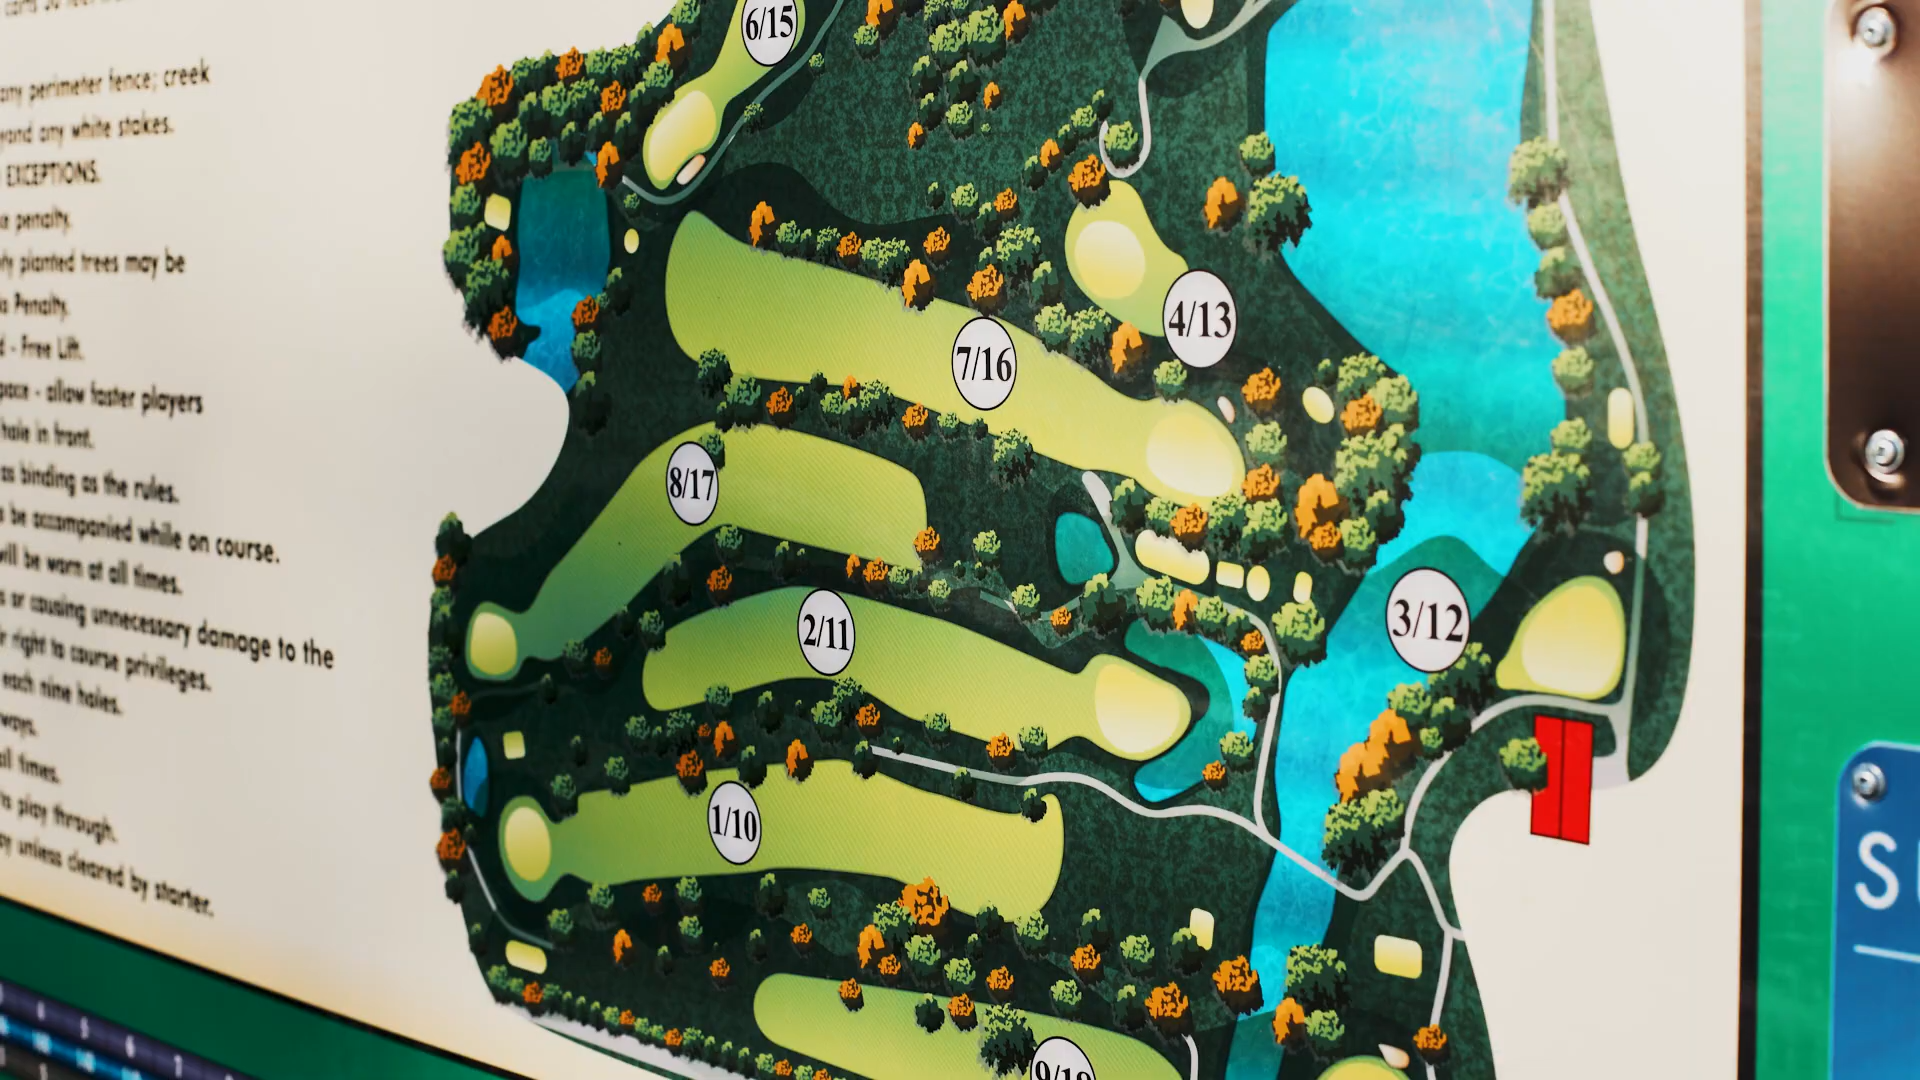 any perimeter fence; creek
and any white stakes.
EXCEPTIONS.
penalty.
planted trees may be
Penalty.
- Free Lift.
pace - allow faster players
hole in front.
as binding as the rules.
be accompanied while on course.
will be worn at all times.
or causing unnecessary damage to the
right to course privileges.
each nine holes.
all times.
play through.
unless cleared by starter.
6/15
4/13
7/16
8/17
3/12
2/11
1/10
9/18
S